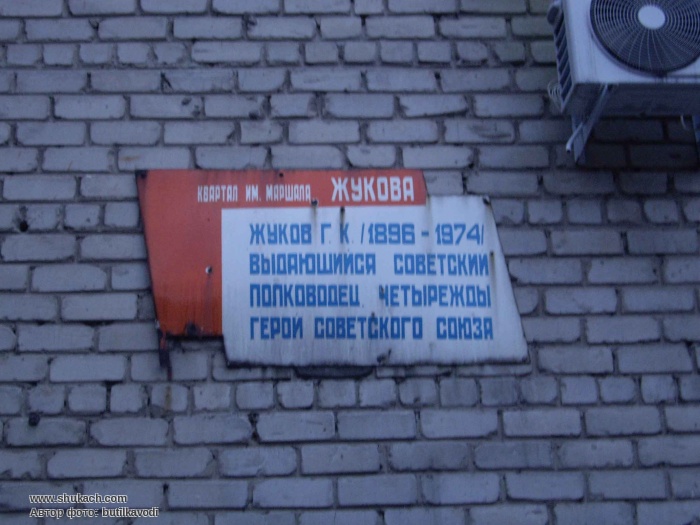 КВАРТАЛ ИМ. МАРШАЛА ЖУКОВА
ЖУКОВ Г. К. /1896 - 1974/
ВЫДАЮЩИЙСЯ СОВЕТСКИЙ
ПОЛКОВОДЕЦ, ЧЕТЫРЕЖДЫ
ГЕРОЙ СОВЕТСКОГО СОЮЗА
www.shukach.com
Автор фото: butilkavodi